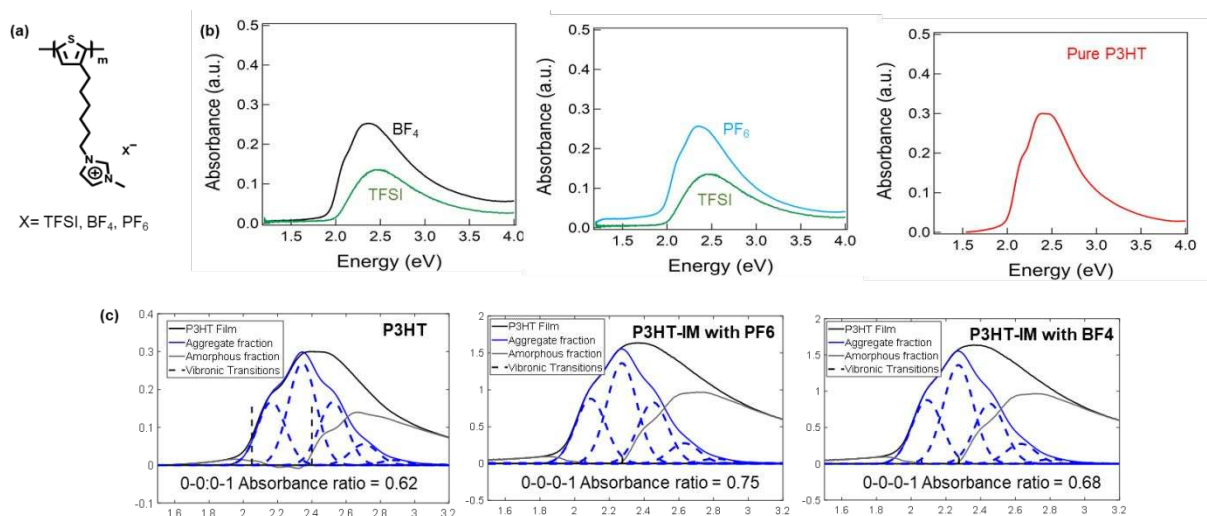 (a)
S
m
x⁻
N
⊕
N
X= TFSI, BF₄, PF₆
(b)
Absorbance (a.u.)
0.5
0.4
0.3
0.2
0.1
0.0
BF₄
TFSI
1.5 2.0 2.5 3.0 3.5 4.0
Energy (eV)
Absorbance (a.u.)
0.5
0.4
0.3
0.2
0.1
0.0
PF₆
TFSI
1.5 2.0 2.5 3.0 3.5 4.0
Energy (eV)
Absorbance (a.u.)
0.5
0.4
0.3
0.2
0.1
0.0
Pure P3HT
1.5 2.0 2.5 3.0 3.5 4.0
Energy (eV)
(c)
0.4
0.3
0.2
0.1
0
-0.1
P3HT Film
Aggregate fraction
Amorphous fraction
Vibronic Transitions
P3HT
0-0:0-1 Absorbance ratio = 0.62
1.6 1.8 2 2.2 2.4 2.6 2.8 3 3.2
2
1.5
1
0.5
0
-0.5
P3HT Film
Aggregate fraction
Amorphous fraction
Vibronic Transitions
P3HT-IM with PF6
0-0-0-1 Absorbance ratio = 0.75
1.6 1.8 2 2.2 2.4 2.6 2.8 3 3.2
2
1.5
1
0.5
0
-0.5
P3HT Film
Aggregate fraction
Amorphous fraction
Vibronic Transitions
P3HT-IM with BF4
0-0-0-1 Absorbance ratio = 0.68
1.6 1.8 2 2.2 2.4 2.6 2.8 3 3.2